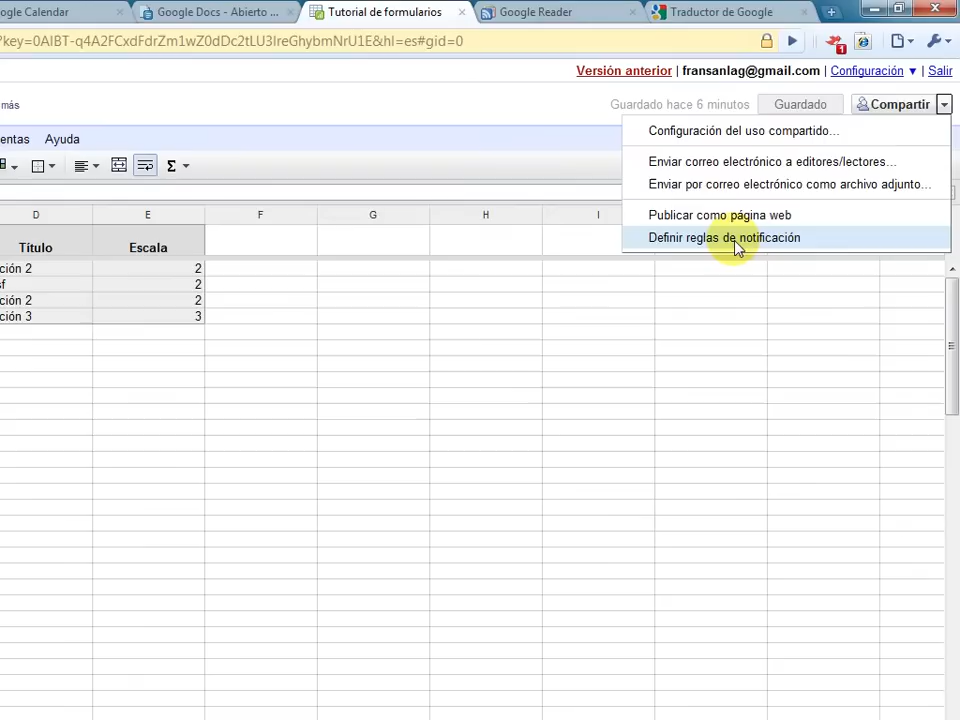 ogle Calendar
Google Docs - Abierto ...
Tutorial de formularios
Google Reader
Traductor de Google
?key=0AlBT-q4A2FCxdFdrZm1wZ0dDc2tLU3lreGhybmNrU1E&hl=es#gid=0
1
Versión anterior | fransanlag@gmail.com | Configuración ▼ | Salir
más
Guardado hace 6 minutos
Guardado
Compartir
entas Ayuda
Configuración del uso compartido...
Enviar correo electrónico a editores/lectores...
Enviar por correo electrónico como archivo adjunto...
Publicar como página web
Definir reglas de notificación
Σ
D E F G H I
Título Escala
ción 2 2
f 2
ción 2 2
ción 3 3